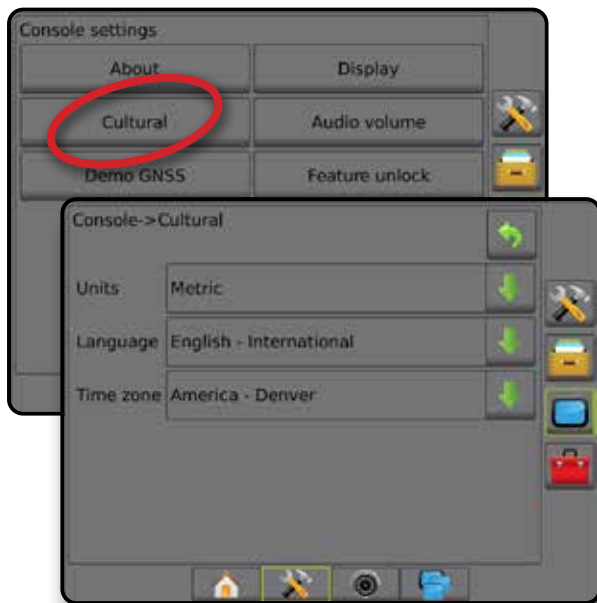 Console settings
About Display
Cultural Audio volume
Demo GNSS Feature unlock
Console->Cultural
Units Metric
Language English - International
Time zone America - Denver